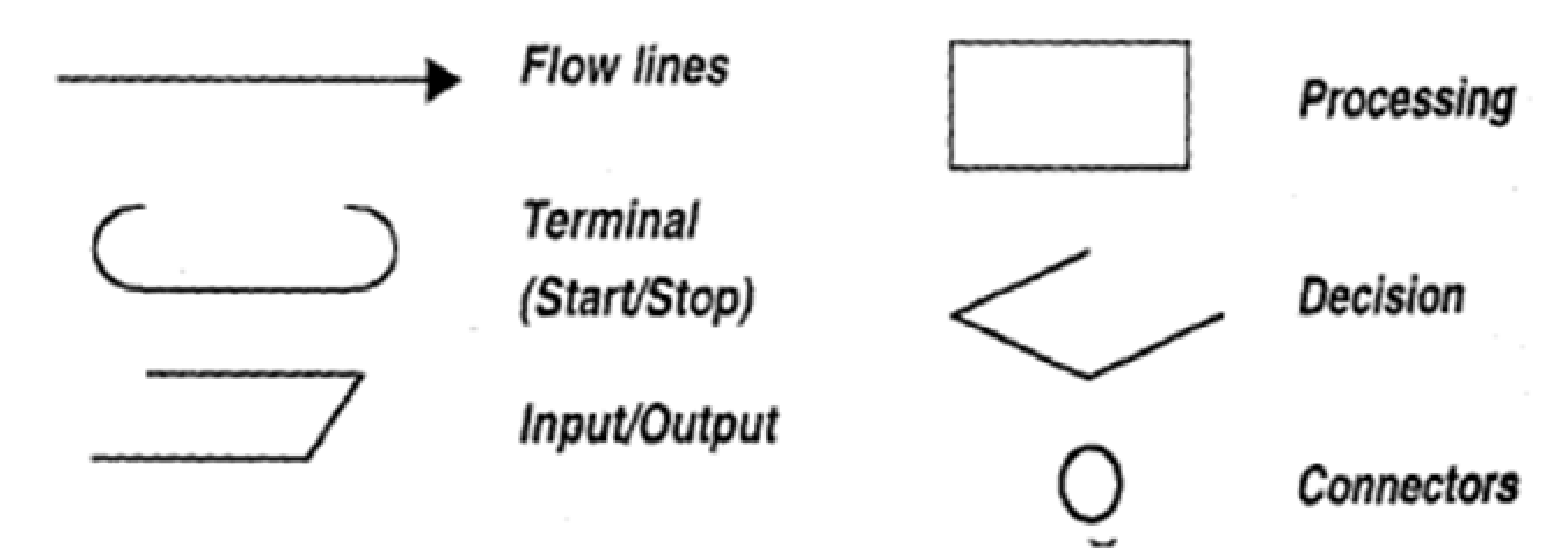 Flow lines
Terminal
(Start/Stop)
Input/Output
Processing
Decision
Connectors